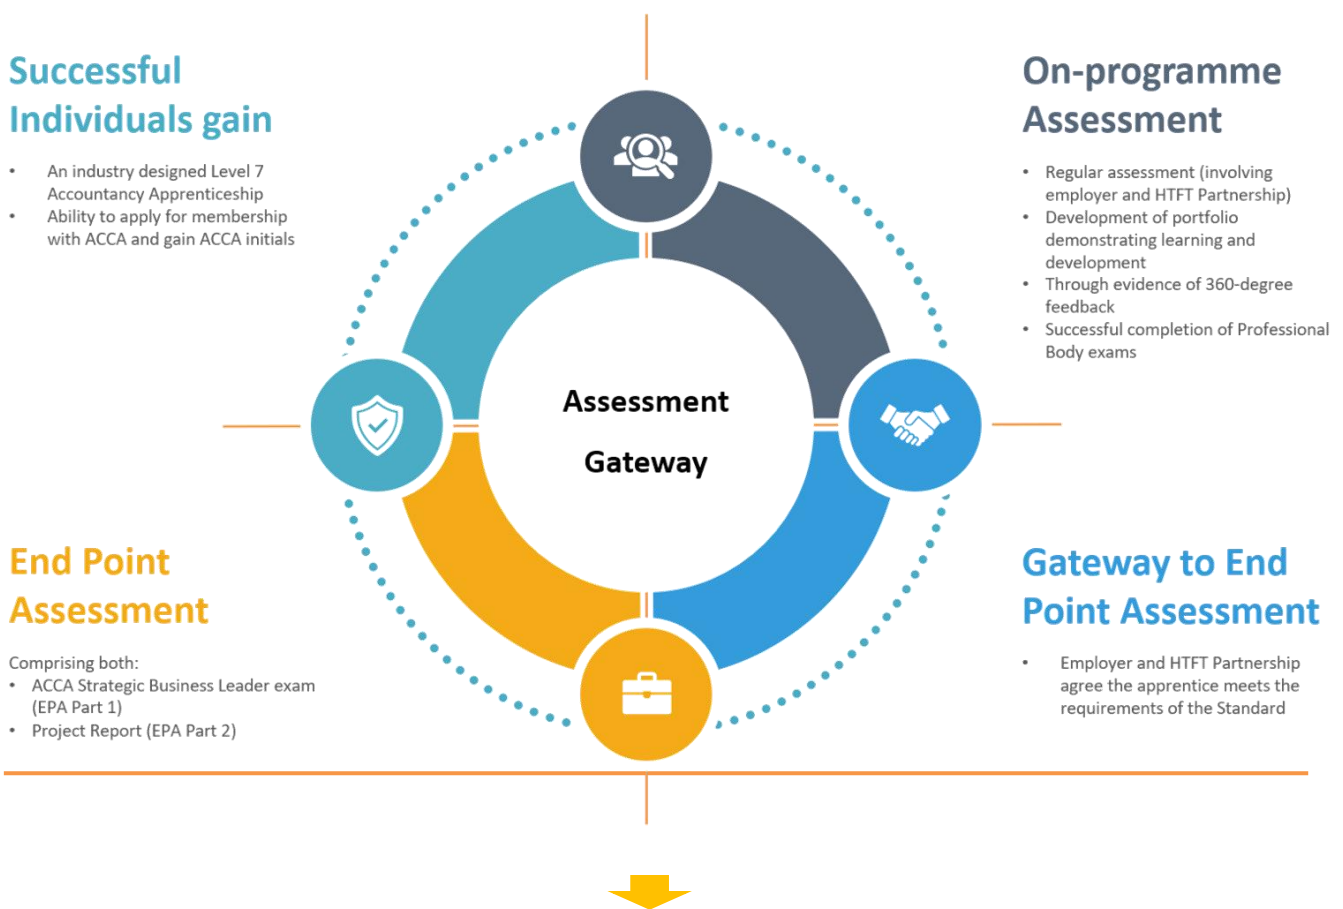 Successful
Individuals gain
• An industry designed Level 7
Accountancy Apprenticeship
• Ability to apply for membership
with ACCA and gain ACCA initials
On-programme
Assessment
• Regular assessment (involving
employer and HTFT Partnership)
• Development of portfolio
demonstrating learning and
development
• Through evidence of 360-degree
feedback
• Successful completion of Professional
Body exams
Assessment
Gateway
End Point
Assessment
Comprising both:
• ACCA Strategic Business Leader exam
(EPA Part 1)
• Project Report (EPA Part 2)
Gateway to End
Point Assessment
• Employer and HTFT Partnership
agree the apprentice meets the
requirements of the Standard